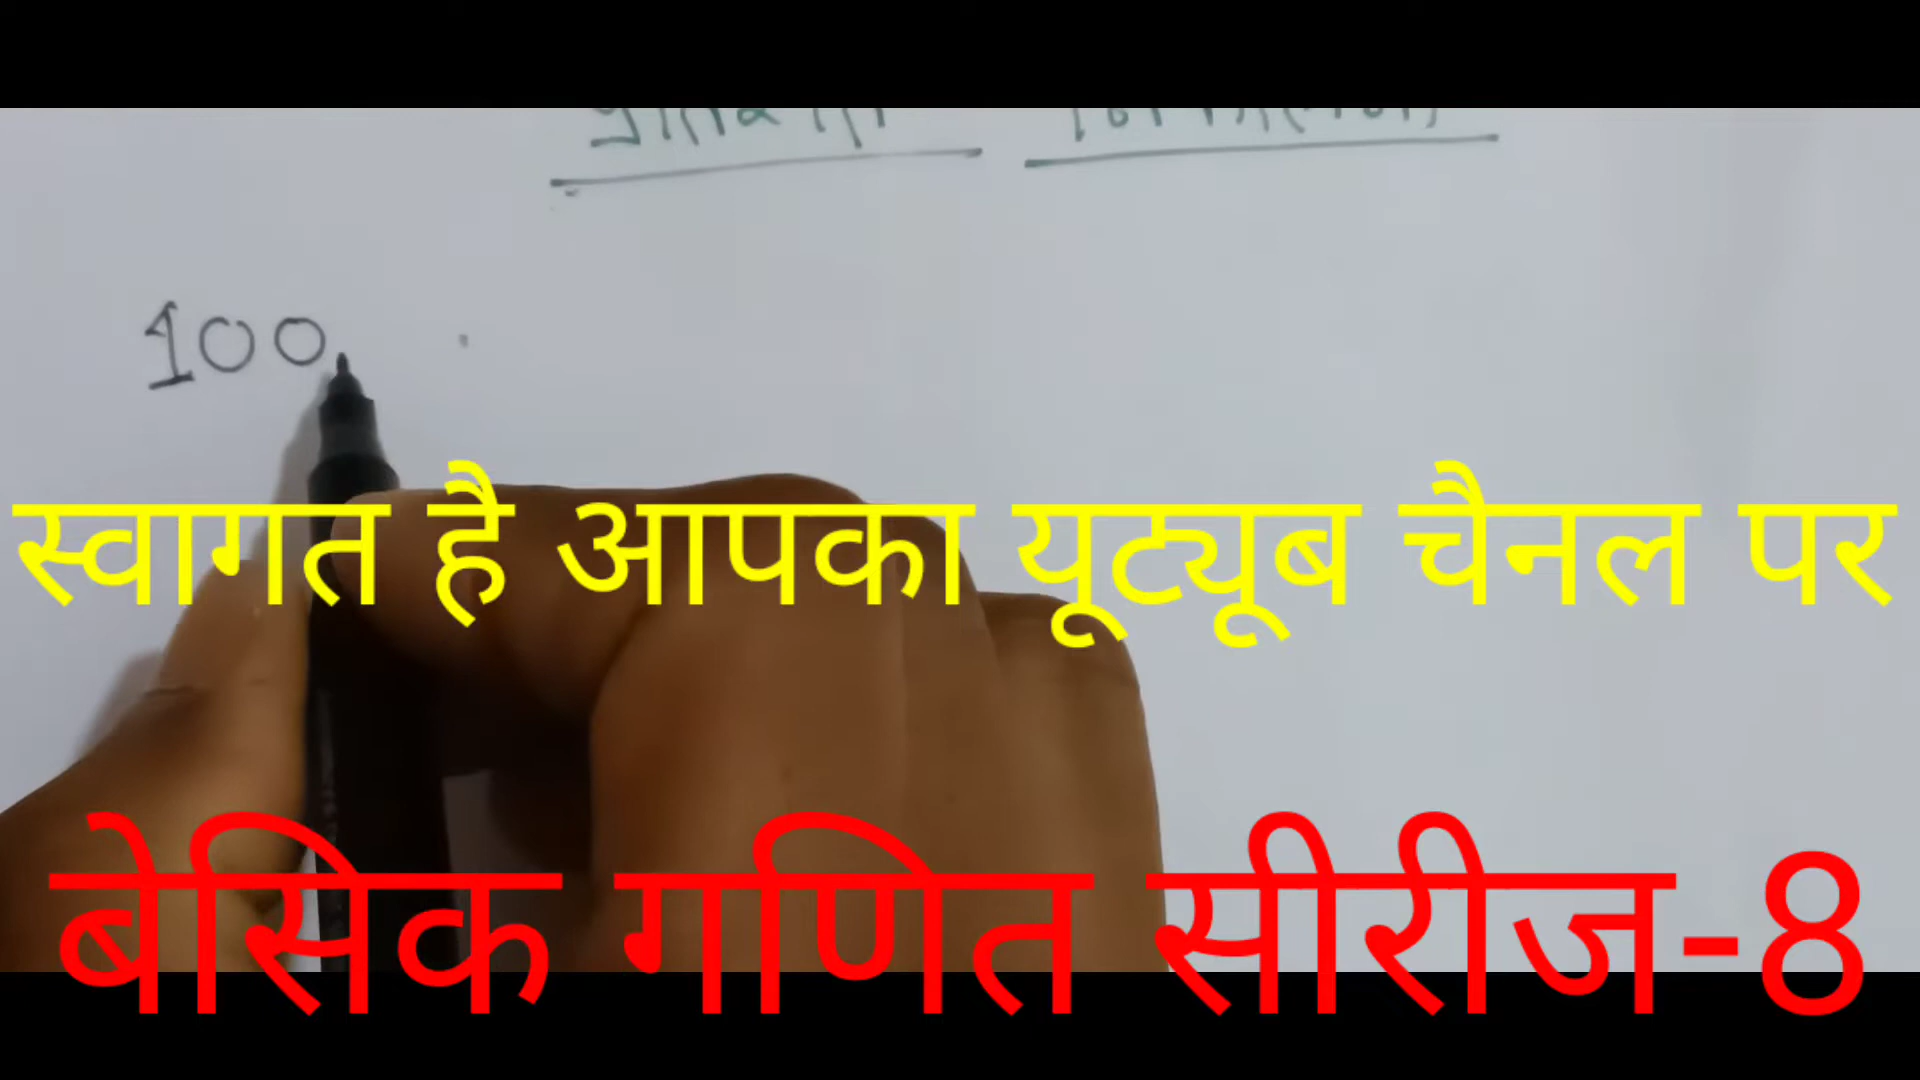 100
स्वागत है आपका यूट्यूब चैनल पर
बेसिक गणित सीरीज-8